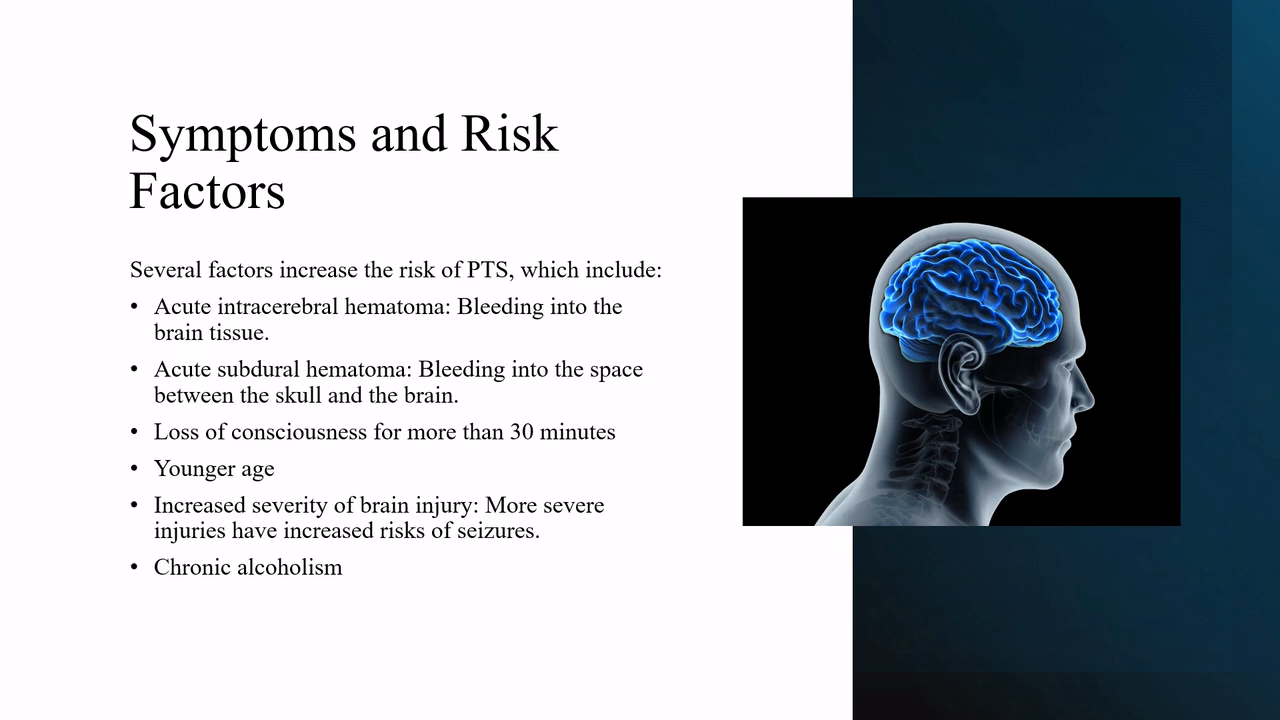 Symptoms and Risk
Factors
Several factors increase the risk of PTS, which include:
• Acute intracerebral hematoma: Bleeding into the
brain tissue.
• Acute subdural hematoma: Bleeding into the space
between the skull and the brain.
• Loss of consciousness for more than 30 minutes
• Younger age
• Increased severity of brain injury: More severe
injuries have increased risks of seizures.
• Chronic alcoholism